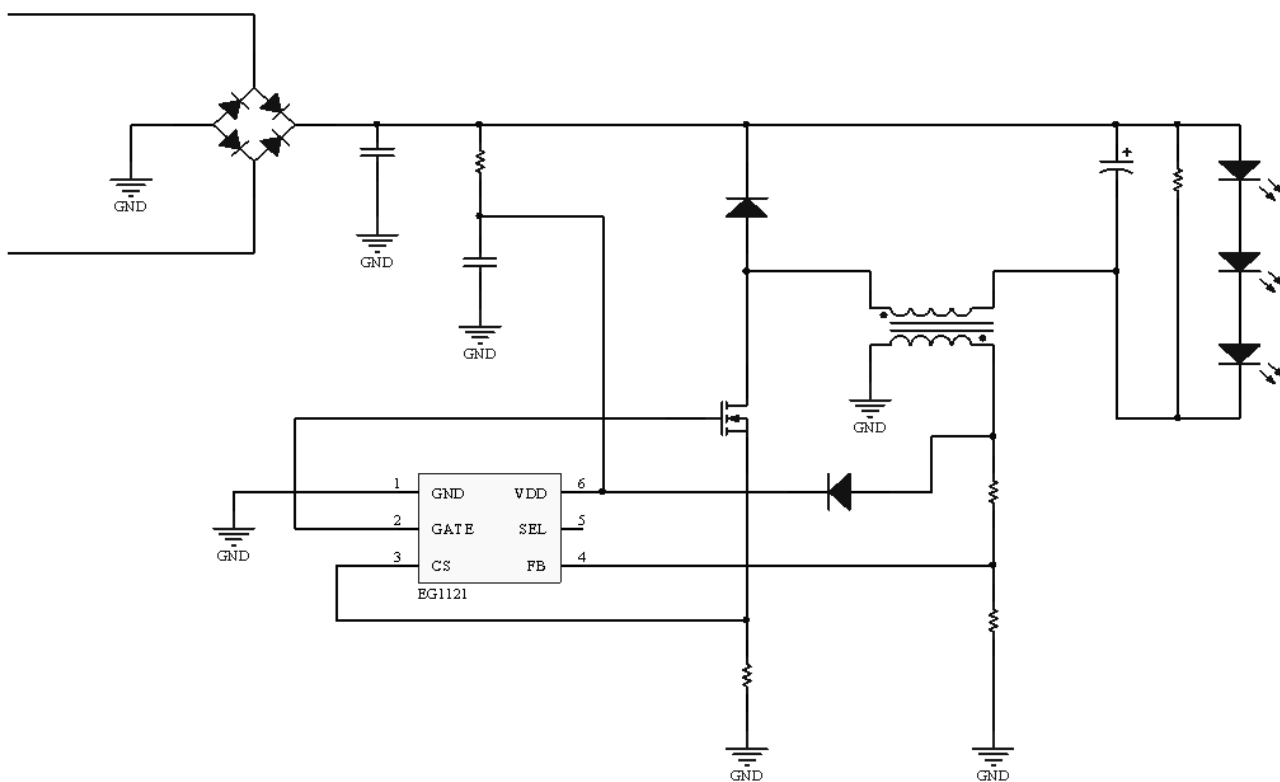 GND
GND
GND
GND
1 GND VDD 6
2 GATE SEL 5
3 CS FB 4
GND
EG1121
GND
GND
+